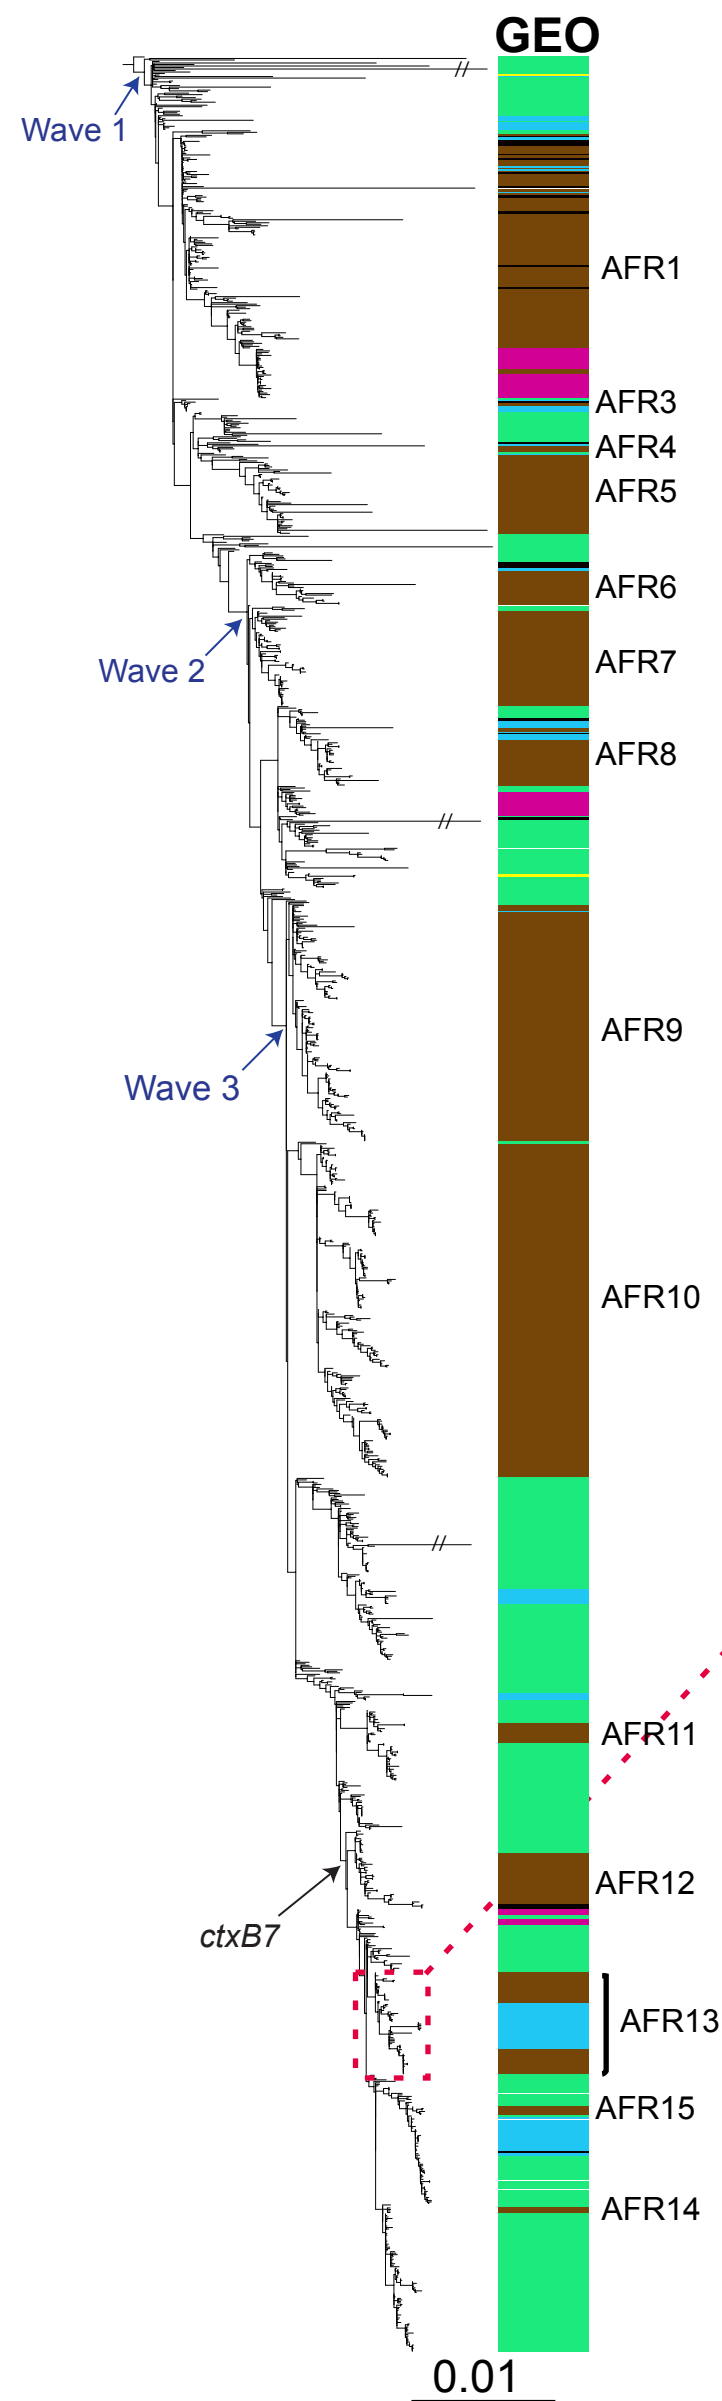 GEO
//
Wave 1
AFR1
AFR3
AFR4
AFR5
AFR6
Wave 2
AFR7
AFR8
//
AFR9
Wave 3
AFR10
//
AFR11
AFR12
ctxB7
AFR13
AFR15
AFR14
0.01